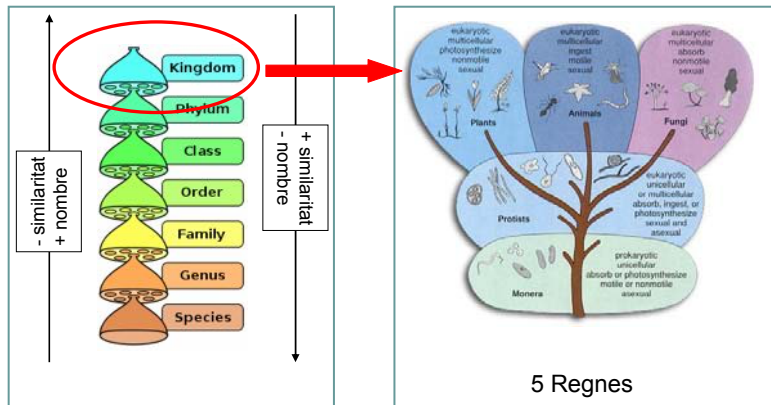 Kingdom
Phylum
Class
Order
Family
Genus
Species
- similaritat
+ nombre
+ similaritat
- nombre
eukaryotic
multicellular
photosynthesize
nonmotile
sexual
Plants
eukaryotic
multicellular
ingest
motile
sexual
Animals
eukaryotic
multicellular
absorb
nonmotile
sexual
Fungi
Protists
eukaryotic
unicellular
or multicellular
absorb, ingest, or
photosynthesize
sexual and
asexual
Monera
prokaryotic
unicellular
absorb or photosynthesize
motile or nonmotile
asexual
5 Regnes